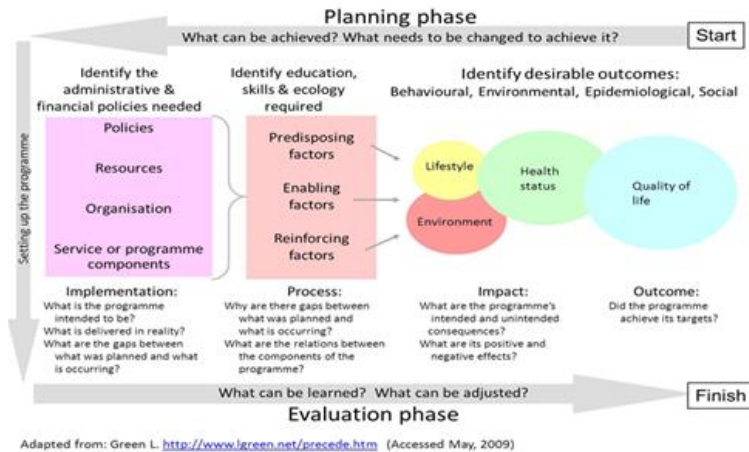 Planning phase
What can be achieved? What needs to be changed to achieve it?
Start
Setting up the programme
Identify the
administrative &
financial policies needed
Policies
Resources
Organisation
Service or programme
components
Identify education,
skills & ecology
required
Predisposing
factors
Enabling
factors
Reinforcing
factors
Identify desirable outcomes:
Behavioural, Environmental, Epidemiological, Social
Lifestyle
Environment
Health
status
Quality of
life
Implementation:
What is the programme
intended to be?
What is delivered in reality?
What are the gaps between
what was planned and what
is occurring?
Process:
Why are there gaps between
what was planned and
what is occurring?
What are the relations between
the components of the
programme?
Impact:
What are the programme's
intended and unintended
consequences?
What are its positive and
negative effects?
Outcome:
Did the programme
achieve its targets?
What can be learned? What can be adjusted?
Finish
Evaluation phase
Adapted from: Green L. http://www.lgreen.net/precede.htm (Accessed May, 2009)